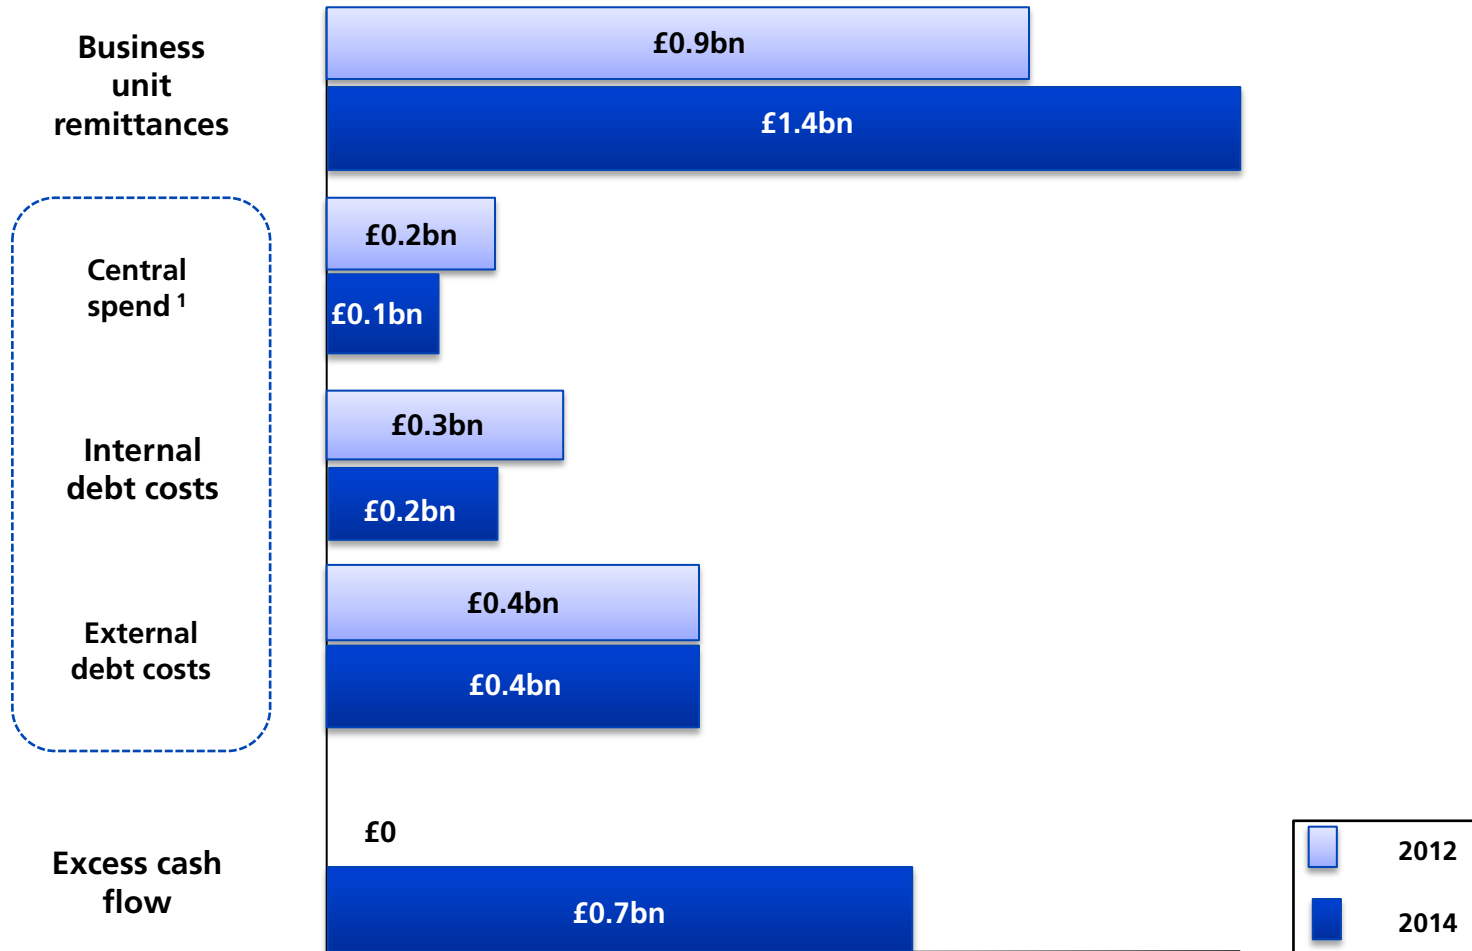 Business
unit
remittances
£0.9bn
£1.4bn
Central
spend ¹
£0.2bn
£0.1bn
Internal
debt costs
£0.3bn
£0.2bn
External
debt costs
£0.4bn
£0.4bn
Excess cash
flow
£0
£0.7bn
2012
2014